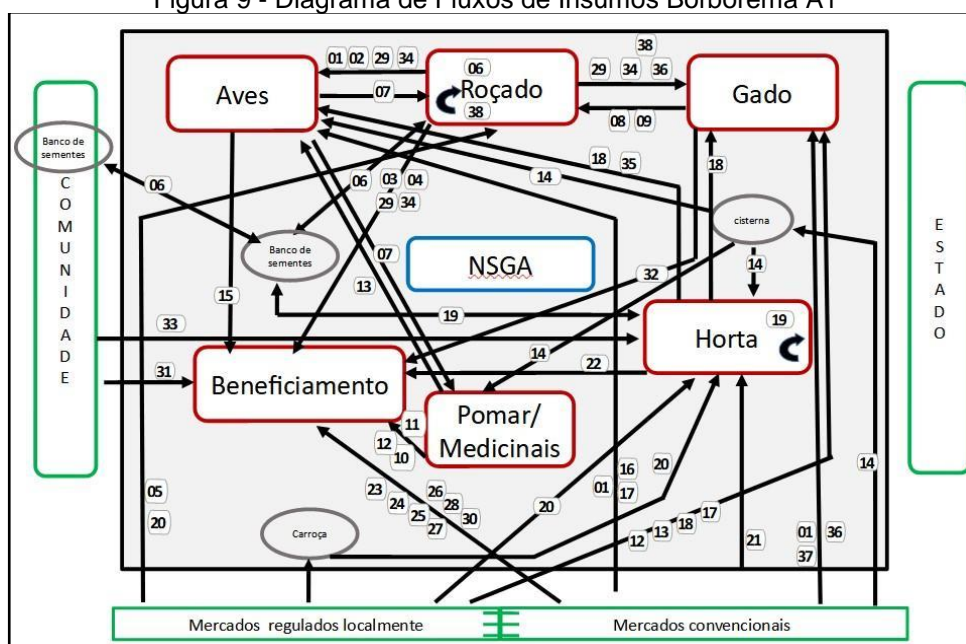 Figura 9 - Diagrama de Fluxos de Insumos Borborema A1
38
01 02 29 34
06
29 34 36
Aves
Roçado
Gado
07
38
08 09
Banco de
sementes
C
O
M
U
N
I
D
A
D
E
E
S
T
A
D
O
06
06 03 04
29 34
14
18 35
18
cisterna
Banco de
sementes
07
NSGA
14
13
32
15
19
19
33
14
Horta
31
Beneficiamento
22
Pomar/
Medicinais
11
12
10
23
24
25
26
27
28
30
16
01
17
20
14
05
20
20
12 13 18 17
21
01
37
36
Carroça
Mercados regulados localmente
Mercados convencionais